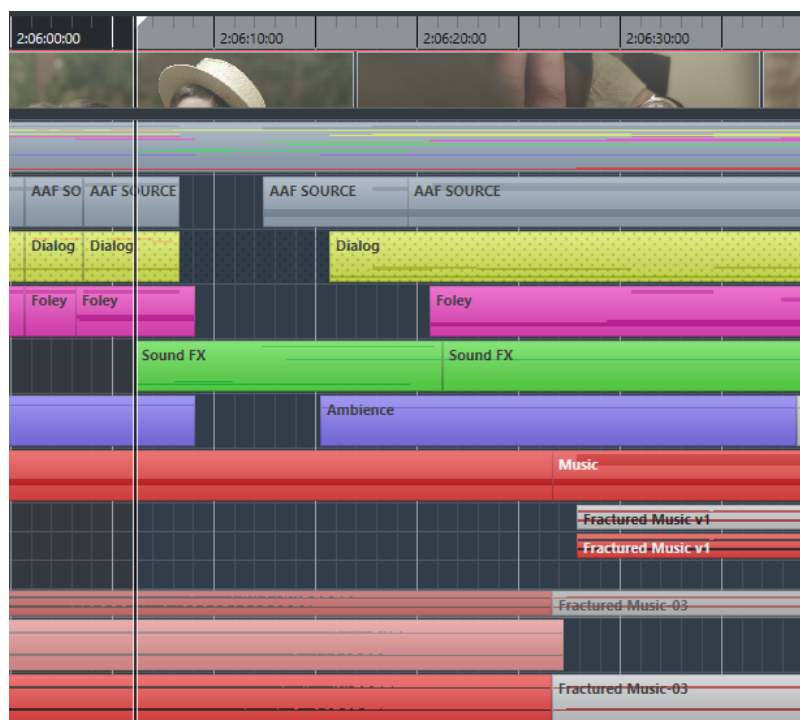 2:06:00:00 2:06:10:00 2:06:20:00 2:06:30:00
AAF SO AAF SOURCE AAF SOURCE AAF SOURCE
Dialog Dialog Dialog
Foley Foley Foley
Sound FX Sound FX
Ambience
Music
Fractured Music v1
Fractured Music v1
Fractured Music-03
Fractured Music-03